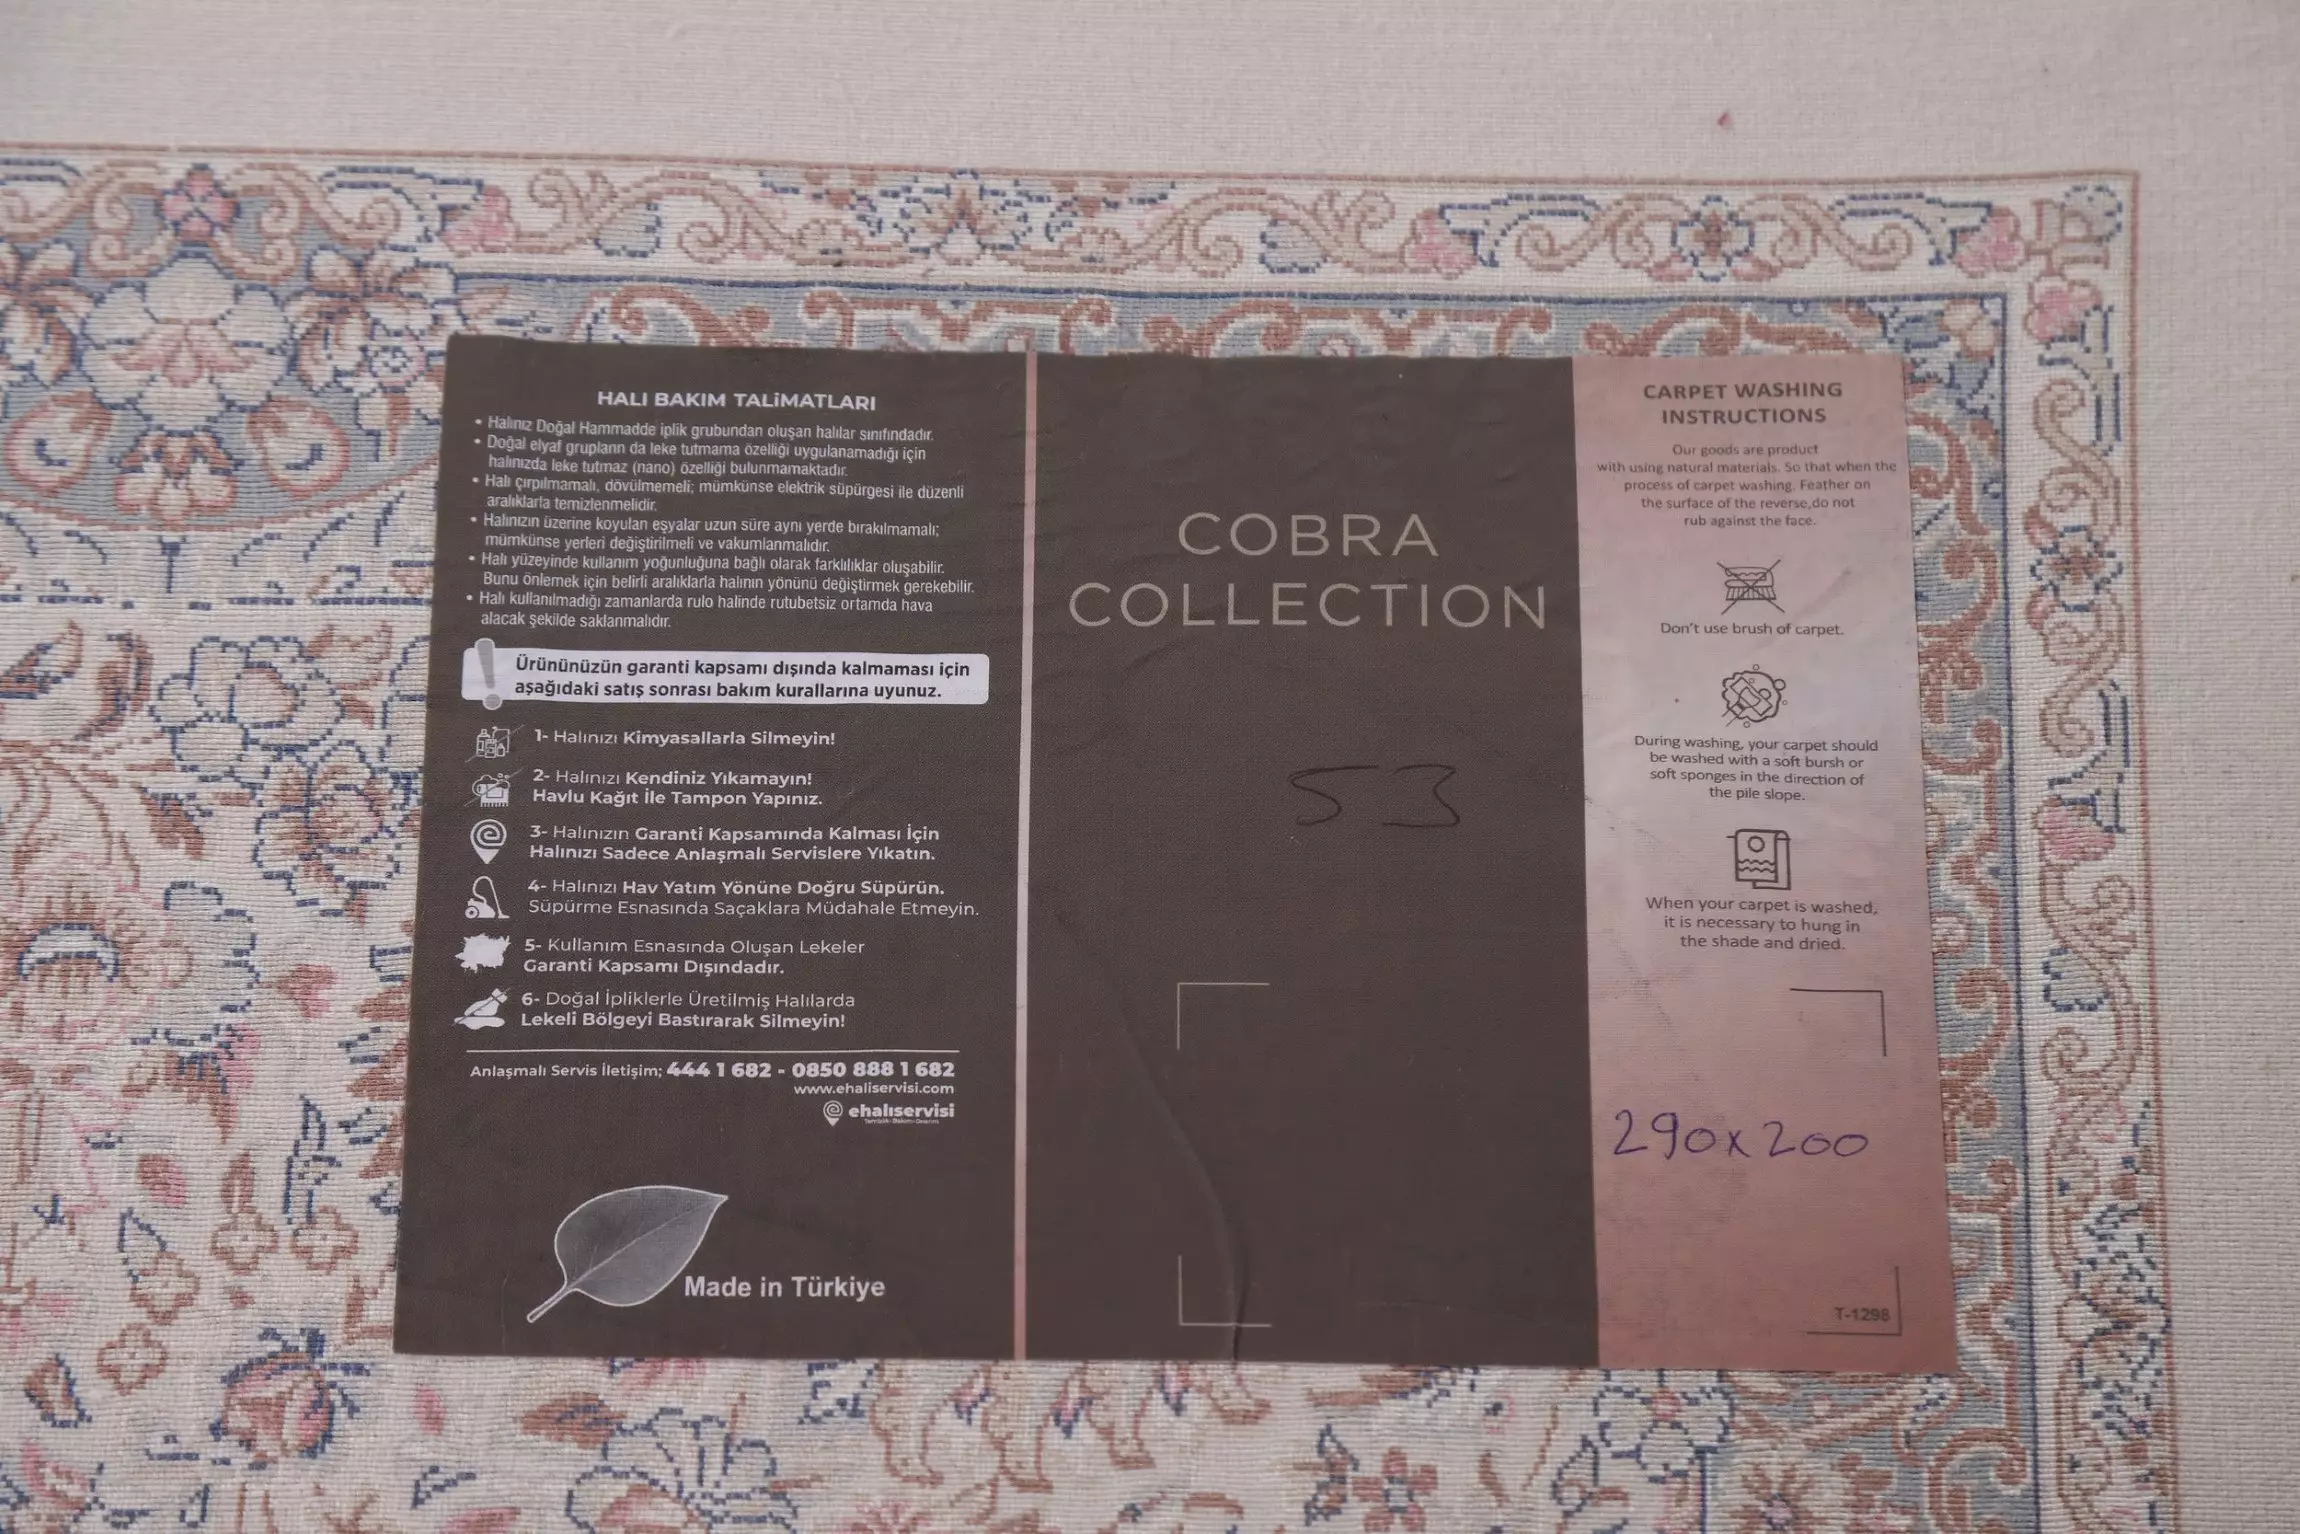 HALI BAKIM TALİMATLARI
• Halınız Doğal Hammadde iplik grubundan oluşan halılar sınıfındadır.
• Doğal elyaf grupların da leke tutmama özelliği uygulanamadığı için
halınızda leke tutmaz (nano) özelliği bulunmamaktadır.
• Halı çırpılmamalı, dövülmemeli; mümkünse elektrik süpürgesi ile düzenli
aralıklarla temizlenmelidir.
• Halınızın üzerine koyulan eşyalar uzun süre aynı yerde bırakılmamalı;
mümkünse yerleri değiştirilmeli ve vakumlanmalıdır.
• Halı yüzeyinde kullanım yoğunluğuna bağlı olarak farklılıklar oluşabilir.
Bunu önlemek için belirli aralıklarla halının yönünü değiştirmek gerekebilir.
• Halı kullanılmadığı zamanlarda rulo halinde rutubetsiz ortamda hava
alacak şekilde saklanmalıdır.
Ürününüzün garanti kapsamı dışında kalmaması için
aşağıdaki satış sonrası bakım kurallarına uyunuz.
1- Halınızı Kimyasallarla Silmeyin!
2- Halınızı Kendiniz Yıkamayın!
Havlu Kağıt İle Tampon Yapınız.
3- Halınızın Garanti Kapsamında Kalması İçin
Halınızı Sadece Anlaşmalı Servislere Yıkatın.
4- Halınızı Hav Yatım Yönüne Doğru Süpürün.
Süpürme Esnasında Saçaklara Müdahale Etmeyin.
5- Kullanım Esnasında Oluşan Lekeler
Garanti Kapsamı Dışındadır.
6- Doğal İpliklerle Üretilmiş Halılarda
Lekeli Bölgeyi Bastırarak Silmeyin!
Anlaşmalı Servis İletişim; 444 1 682 - 0850 888 1 682
www.ehaliservisi.com
ehalıservisi
Made in Türkiye
COBRA
COLLECTION
53
CARPET WASHING
INSTRUCTIONS
Our goods are product
with using natural materials. So that when the
process of carpet washing. Feather on
the surface of the reverse,do not
rub against the face.
Don't use brush of carpet.
During washing, your carpet should
be washed with a soft bursh or
soft sponges in the direction of
the pile slope.
When your carpet is washed,
it is necessary to hung in
the shade and dried.
290x200
T-1298